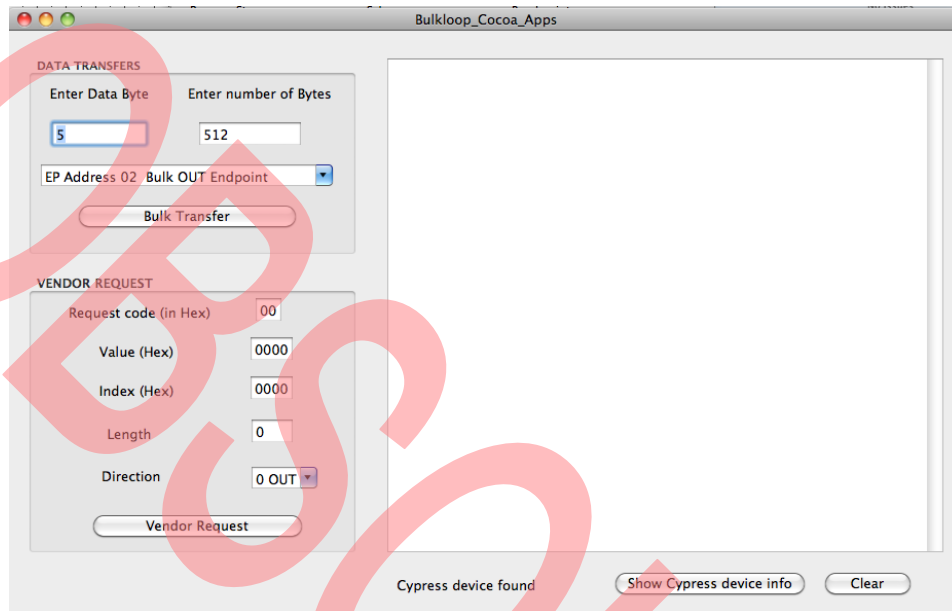 Bulkloop_Cocoa_Apps
DATA TRANSFERS
Enter Data Byte Enter number of Bytes
5 512
EP Address 02 Bulk OUT Endpoint
Bulk Transfer
VENDOR REQUEST
Request code (in Hex) 00
Value (Hex) 0000
Index (Hex) 0000
Length 0
Direction 0 OUT
Vendor Request
Cypress device found Show Cypress device info Clear